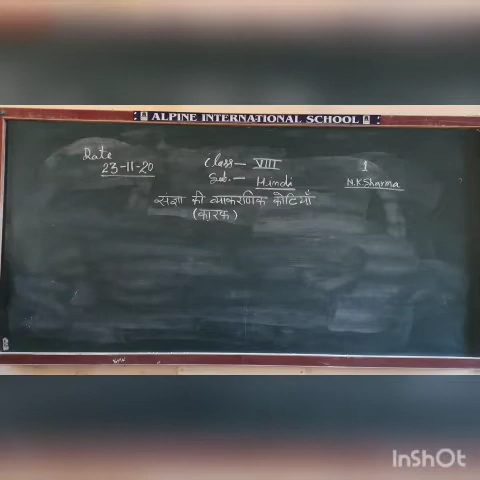 ALPINE INTERNATIONAL SCHOOL
Date
23-11-20
Class- VIII
Sub.- Hindi
1
N.K Sharma
संज्ञा की व्याकरणिक कोटियाँ
(कारक)
InShOt